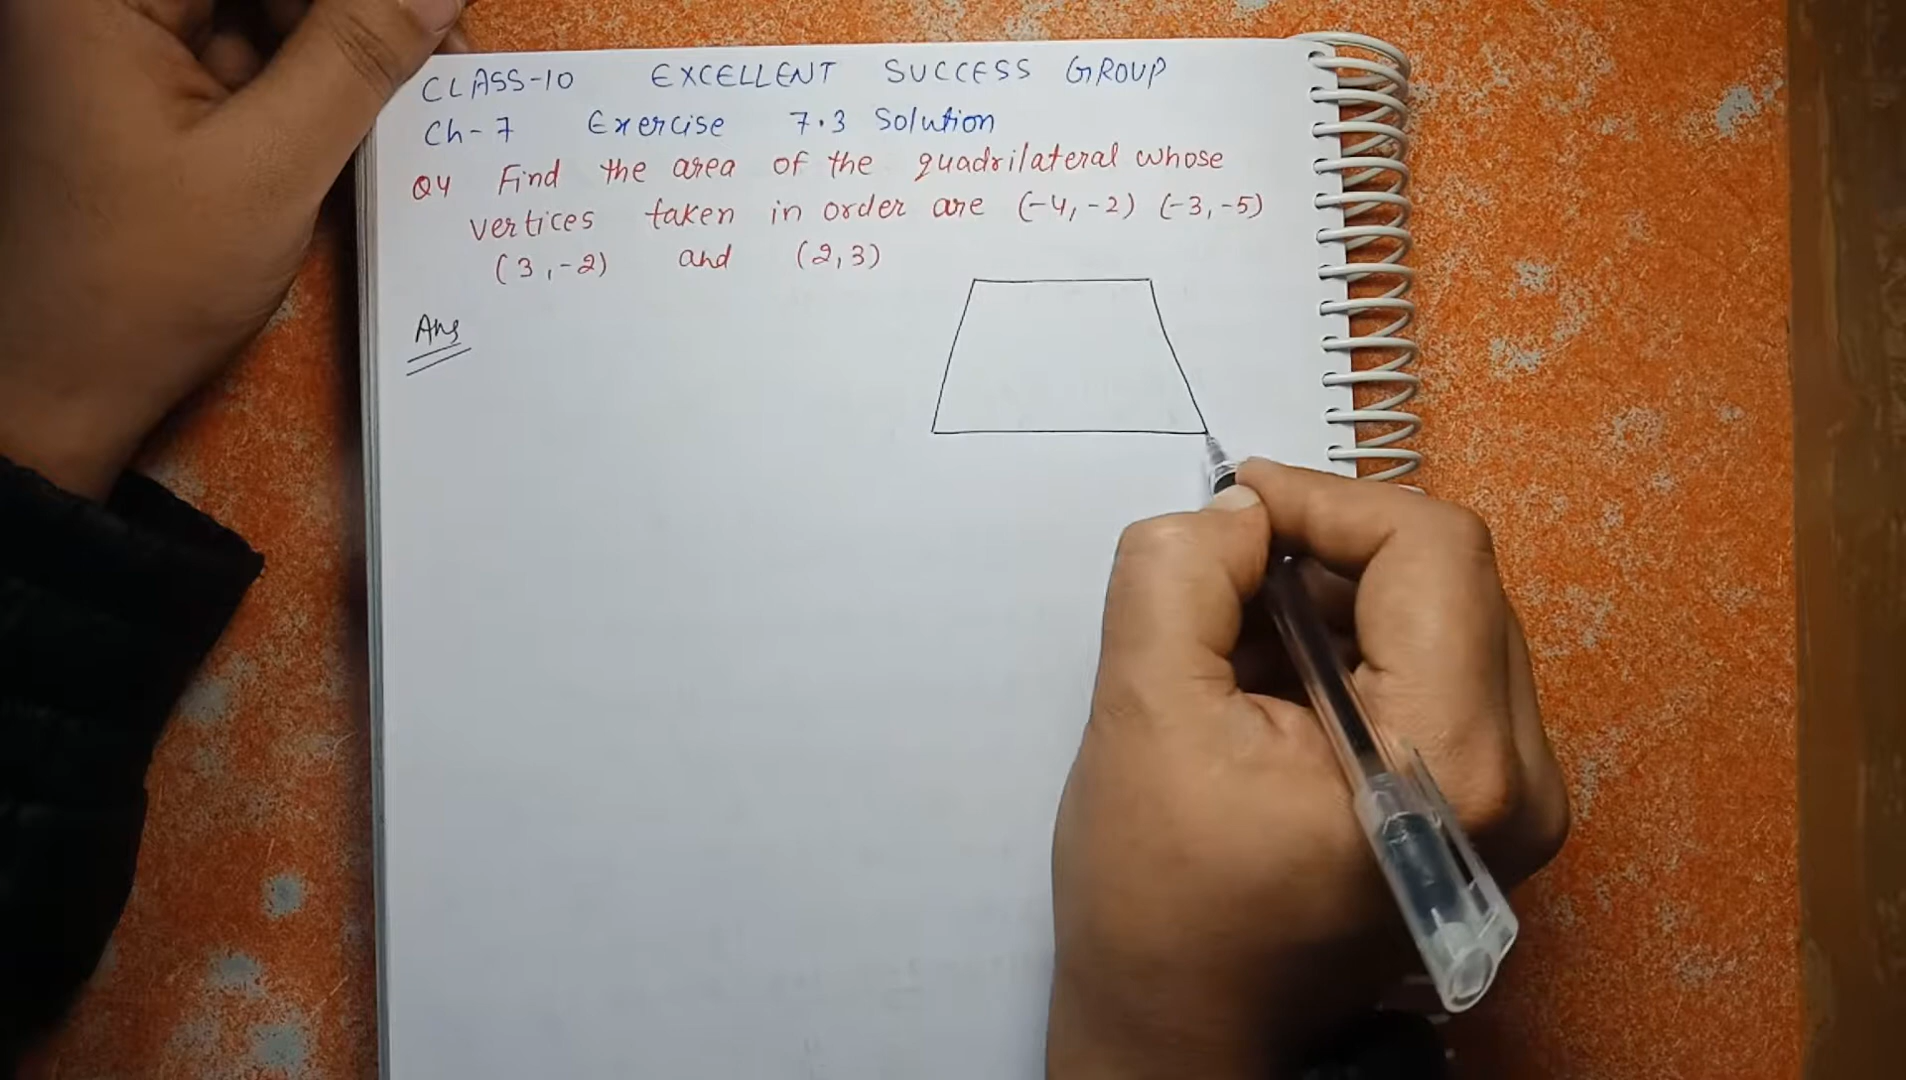 CLASS-10 EXCELLENT SUCCESS GROUP
Ch-7 Exercise 7.3 Solution
Q4 Find the area of the quadrilateral whose
vertices taken in order are (-4,-2) (-3,-5)
(3,-2) and (2,3)
Ans